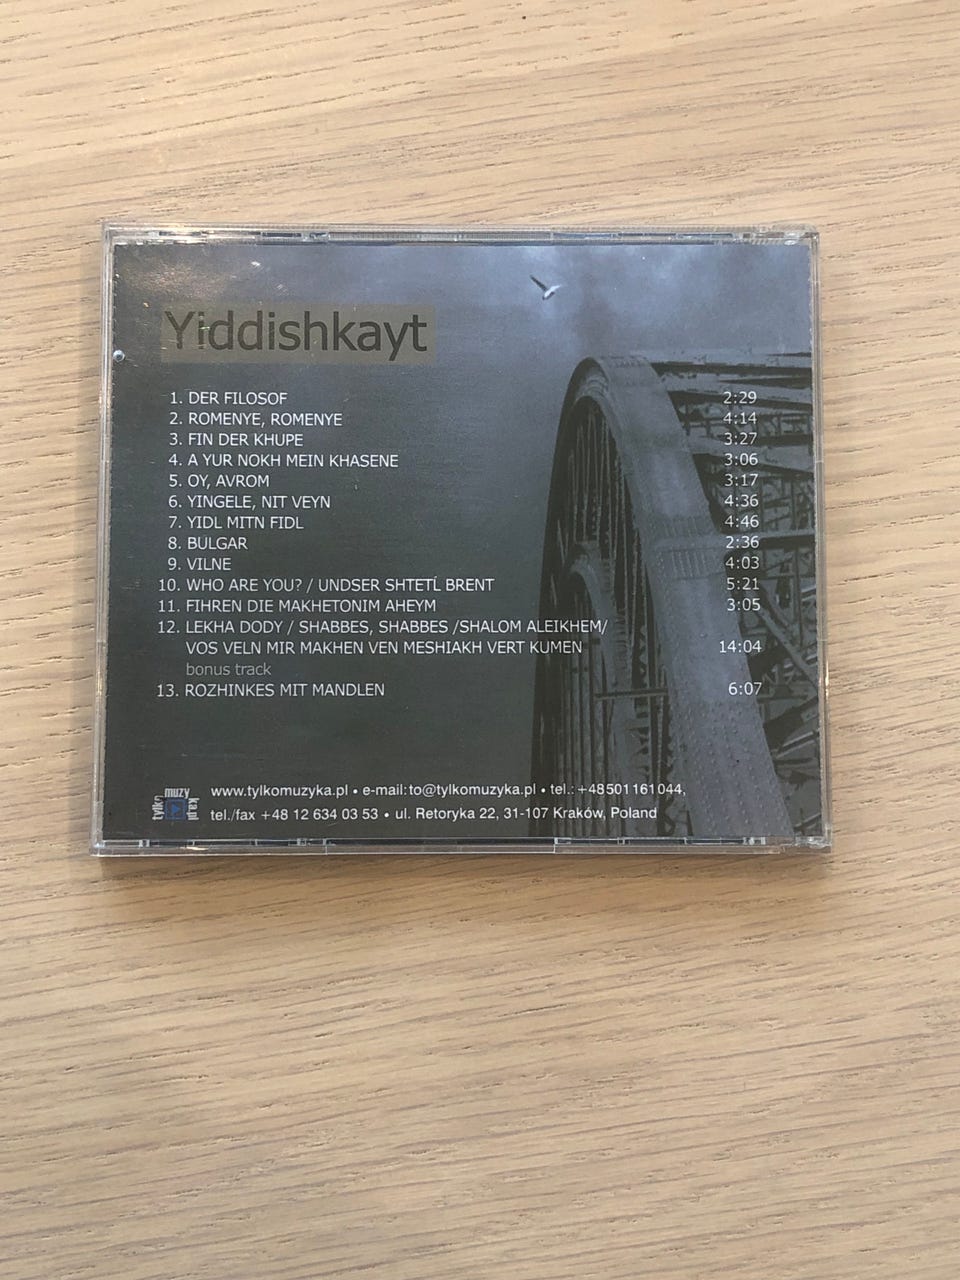 Yiddishkayt
1. DER FILOSOF 2:29
2. ROMENYE, ROMENYE 4:14
3. FIN DER KHUPE 3:27
4. A YUR NOKH MEIN KHASENE 3:06
5. OY, AVROM 3:17
6. YINGELE, NIT VEYN 4:36
7. YIDL MITN FIDL 4:46
8. BULGAR 2:36
9. VILNE 4:03
10. WHO ARE YOU? / UNDSER SHTETĹ BRENT 5:21
11. FIHREN DIE MAKHETONIM AHEYM 3:05
12. LEKHA DODY / SHABBES, SHABBES /SHALOM ALEIKHEM/
VOS VELN MIR MAKHEN VEN MESHIAKH VERT KUMEN 14:04
bonus track
13. ROZHINKES MIT MANDLEN 6:07
tylko
muzy
ka.pl
www.tylkomuzyka.pl • e-mail: to@tylkomuzyka.pl • tel.: +48501161044,
tel./fax +48 12 634 03 53 • ul. Retoryka 22, 31-107 Kraków, Poland